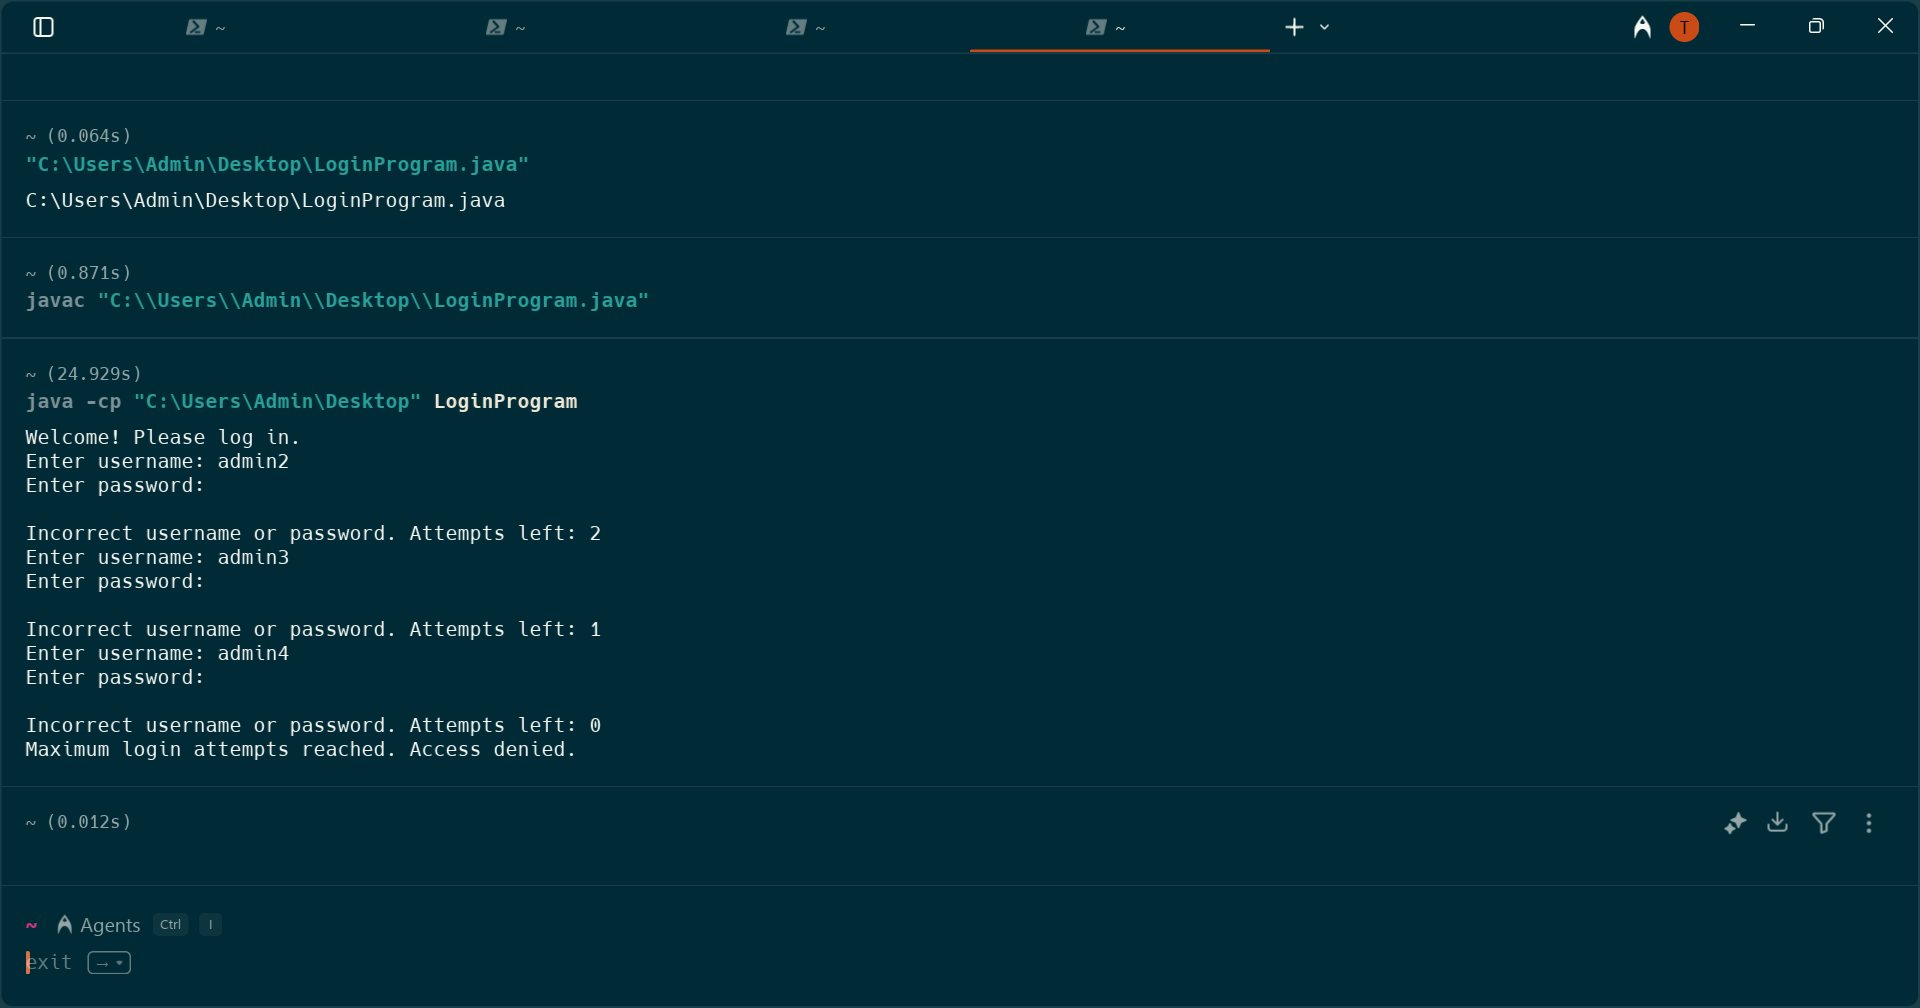 ~
~
~
~
T
~ (0.064s)
"C:\Users\Admin\Desktop\LoginProgram.java"
C:\Users\Admin\Desktop\LoginProgram.java
~ (0.871s)
javac "C:\\Users\\Admin\\Desktop\\LoginProgram.java"
~ (24.929s)
java -cp "C:\Users\Admin\Desktop" LoginProgram
Welcome! Please log in.
Enter username: admin2
Enter password:
Incorrect username or password. Attempts left: 2
Enter username: admin3
Enter password:
Incorrect username or password. Attempts left: 1
Enter username: admin4
Enter password:
Incorrect username or password. Attempts left: 0
Maximum login attempts reached. Access denied.
~ (0.012s)
~ Agents Ctrl I
exit